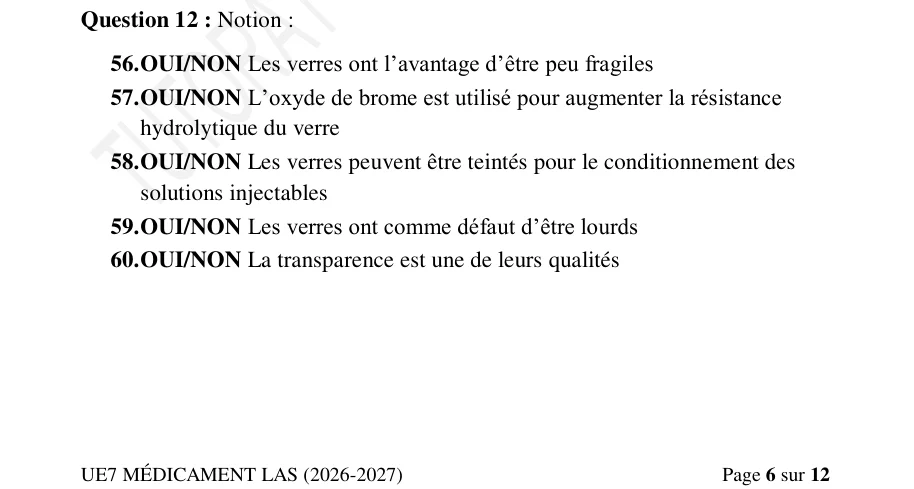 Question 12 : Notion :
56.OUI/NON Les verres ont l’avantage d’être peu fragiles
57.OUI/NON L’oxyde de brome est utilisé pour augmenter la résistance
hydrolytique du verre
58.OUI/NON Les verres peuvent être teintés pour le conditionnement des
solutions injectables
59.OUI/NON Les verres ont comme défaut d’être lourds
60.OUI/NON La transparence est une de leurs qualités
UE7 MÉDICAMENT LAS (2026-2027) Page 6 sur 12